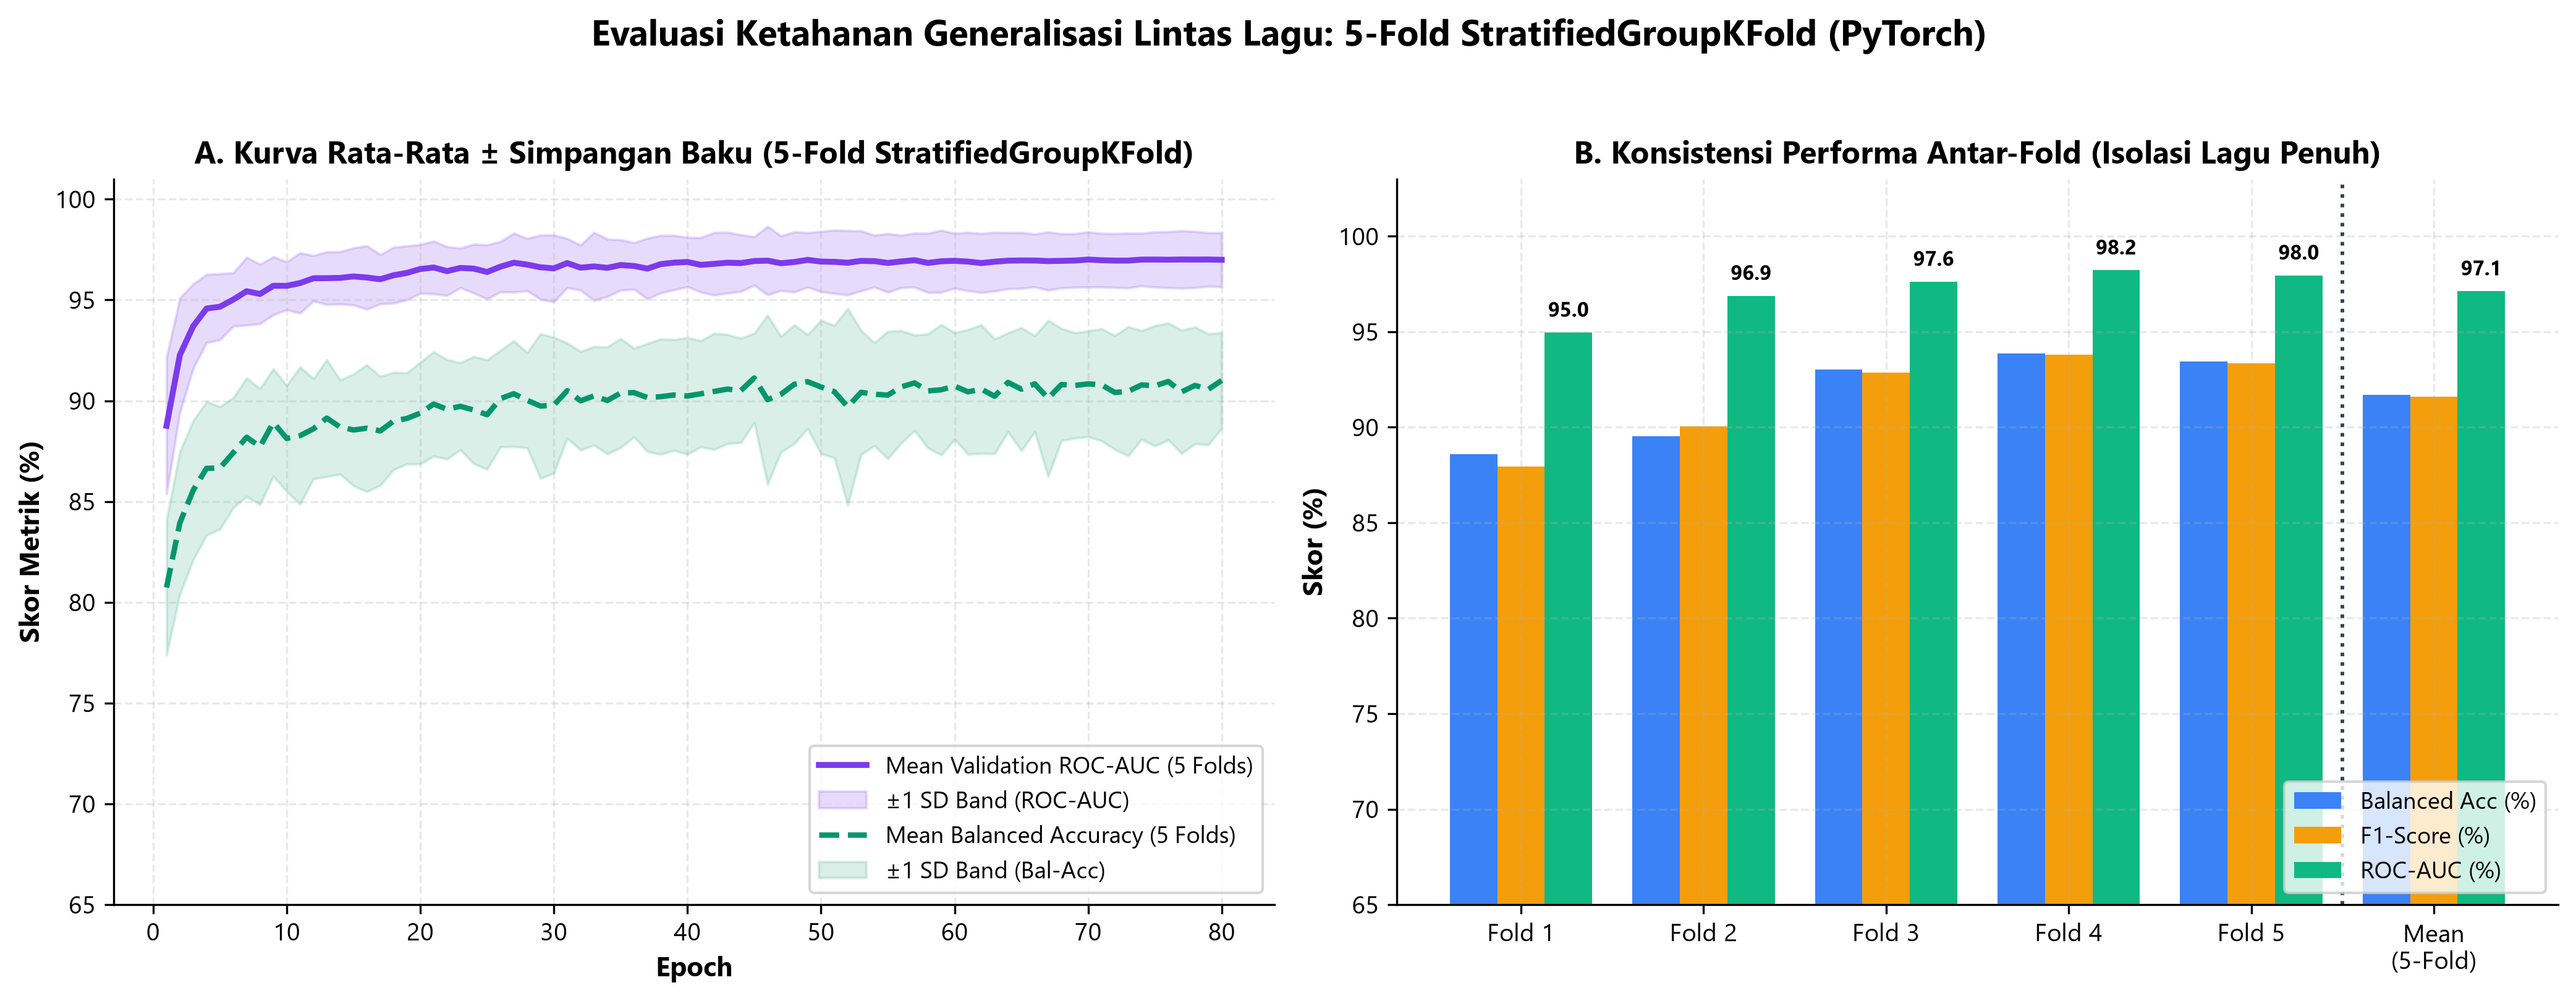 Evaluasi Ketahanan Generalisasi Lintas Lagu: 5-Fold StratifiedGroupKFold (PyTorch)
A. Kurva Rata-Rata ± Simpangan Baku (5-Fold StratifiedGroupKFold)
Skor Metrik (%)
100
95
90
85
80
75
70
65
0 10 20 30 40 50 60 70 80
Epoch
Mean Validation ROC-AUC (5 Folds)
±1 SD Band (ROC-AUC)
Mean Balanced Accuracy (5 Folds)
±1 SD Band (Bal-Acc)
B. Konsistensi Performa Antar-Fold (Isolasi Lagu Penuh)
Skor (%)
100
95
90
85
80
75
70
65
95.0
96.9
97.6
98.2
98.0
97.1
Fold 1 Fold 2 Fold 3 Fold 4 Fold 5 Mean
(5-Fold)
Balanced Acc (%)
F1-Score (%)
ROC-AUC (%)